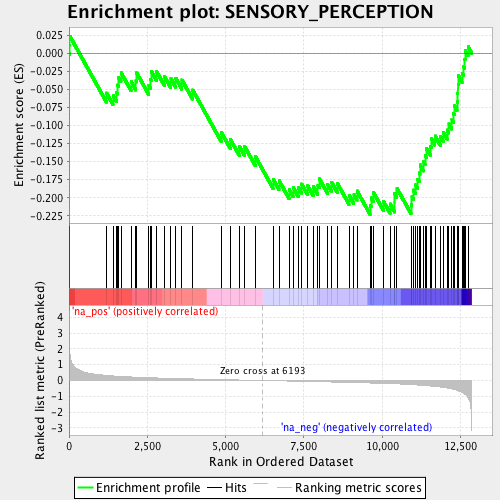 Enrichment plot: SENSORY_PERCEPTION
Enrichment score (ES)
0.025
0.000
-0.025
-0.050
-0.075
-0.100
-0.125
-0.150
-0.175
-0.200
-0.225
'na_pos' (positively correlated)
Ranked list metric (PreRanked)
4
3
2
1
0
-1
-2
-3
Zero cross at 6193
'na_neg' (negatively correlated)
0
2,500
5,000
7,500
10,000
12,500
Rank in Ordered Dataset
Enrichment profile
Hits
Ranking metric scores